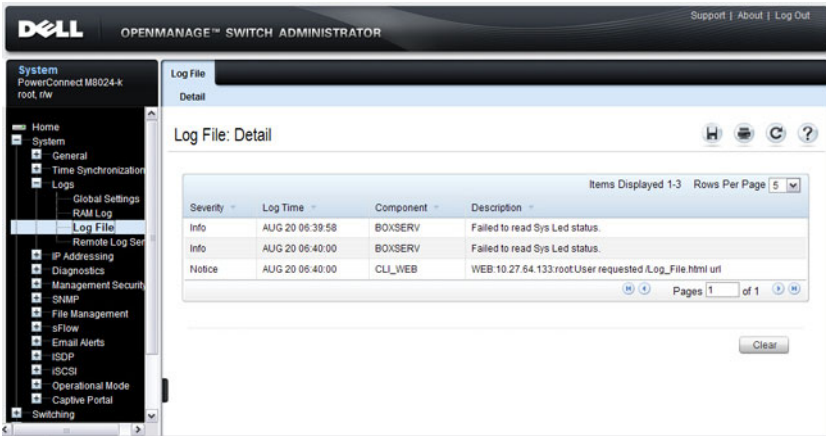 Support | About | Log Out
DELL OPENMANAGE™ SWITCH ADMINISTRATOR
System
PowerConnect M8024-k
root, r/w
Home
System
General
Time Synchronization
Logs
Global Settings
RAM Log
Log File
Remote Log Ser
IP Addressing
Diagnostics
Management Security
SNMP
File Management
sFlow
Email Alerts
ISDP
iSCSI
Operational Mode
Captive Portal
Switching
Log File
Detail
Log File: Detail
Items Displayed 1-3 Rows Per Page 5
Severity Log Time Component Description
Info AUG 20 06:39:58 BOXSERV Failed to read Sys Led status.
Info AUG 20 06:40:00 BOXSERV Failed to read Sys Led status.
Notice AUG 20 06:40:00 CLI_WEB WEB:10.27.64.133:root:User requested /Log_File.html url
Pages 1 of 1
Clear